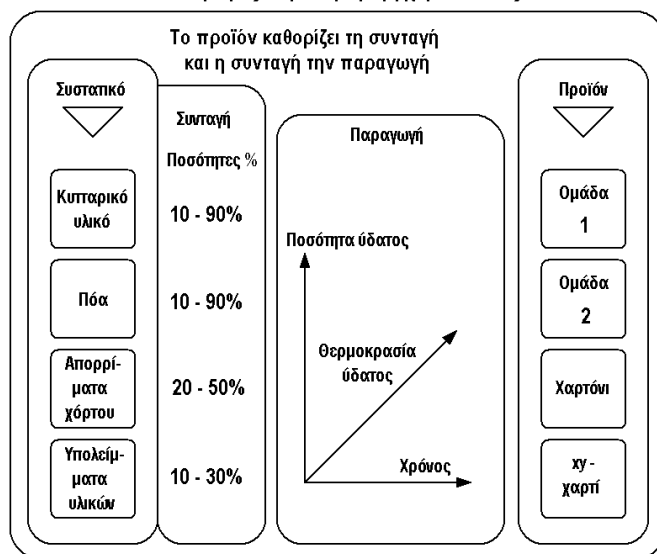 Το προϊόν καθορίζει τη συνταγή
και η συνταγή την παραγωγή
Συστατικό
Κυτταρικό
υλικό
Πόα
Απορρί-
ματα
χόρτου
Υπολείμ-
ματα
υλικών
Συνταγή
Ποσότητες %
10 - 90%
10 - 90%
20 - 50%
10 - 30%
Παραγωγή
Ποσότητα ύδατος
Θερμοκρασία
ύδατος
Χρόνος
Προϊόν
Ομάδα
1
Ομάδα
2
Χαρτόνι
xy -
χαρτί